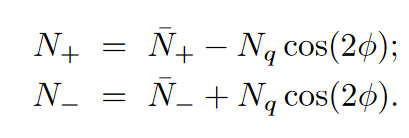 N₊ = N̄₊ − N_q cos(2ϕ);
N₋ = N̄₋ + N_q cos(2ϕ).